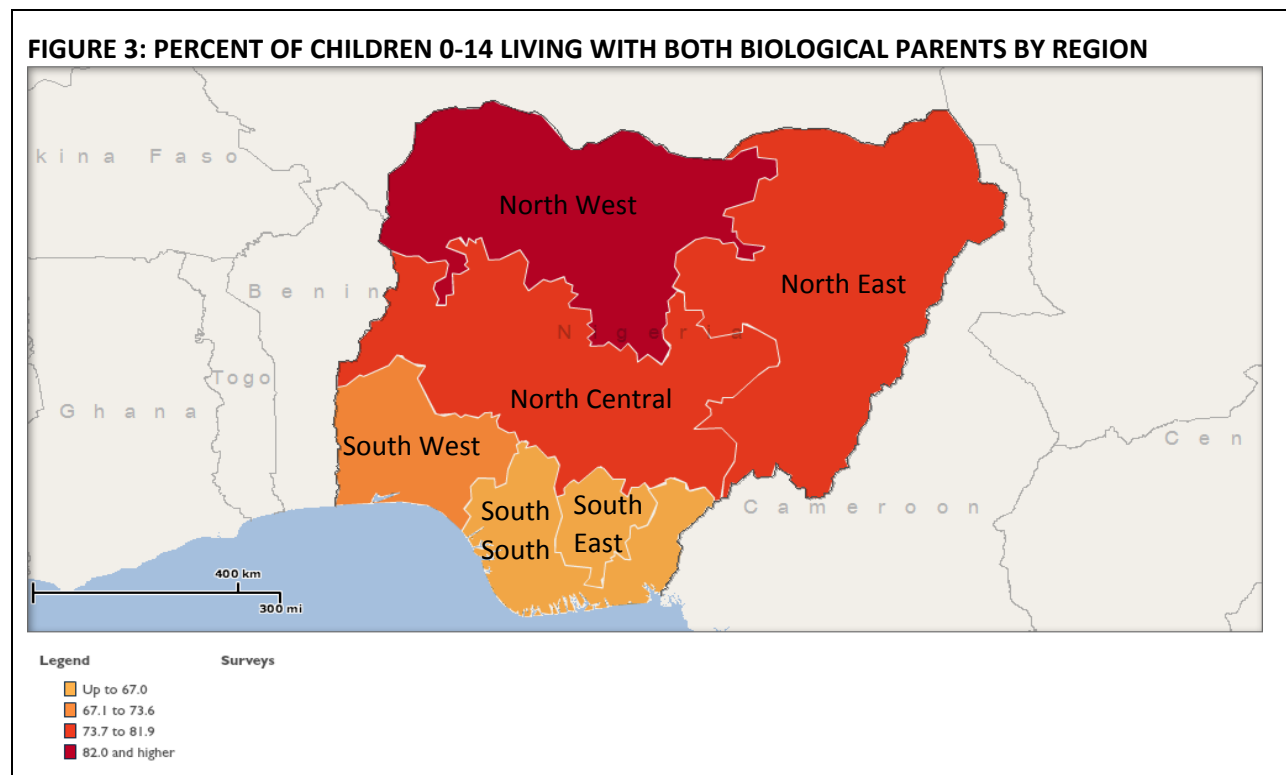 FIGURE 3: PERCENT OF CHILDREN 0-14 LIVING WITH BOTH BIOLOGICAL PARENTS BY REGION
kina Faso
North West
North East
Benin
Nigeria
Togo
North Central
Ghana
South West
Cen
South
South
South
East
Cameroon
400 km
300 mi
Legend
Surveys
Up to 67.0
67.1 to 73.6
73.7 to 81.9
82.0 and higher